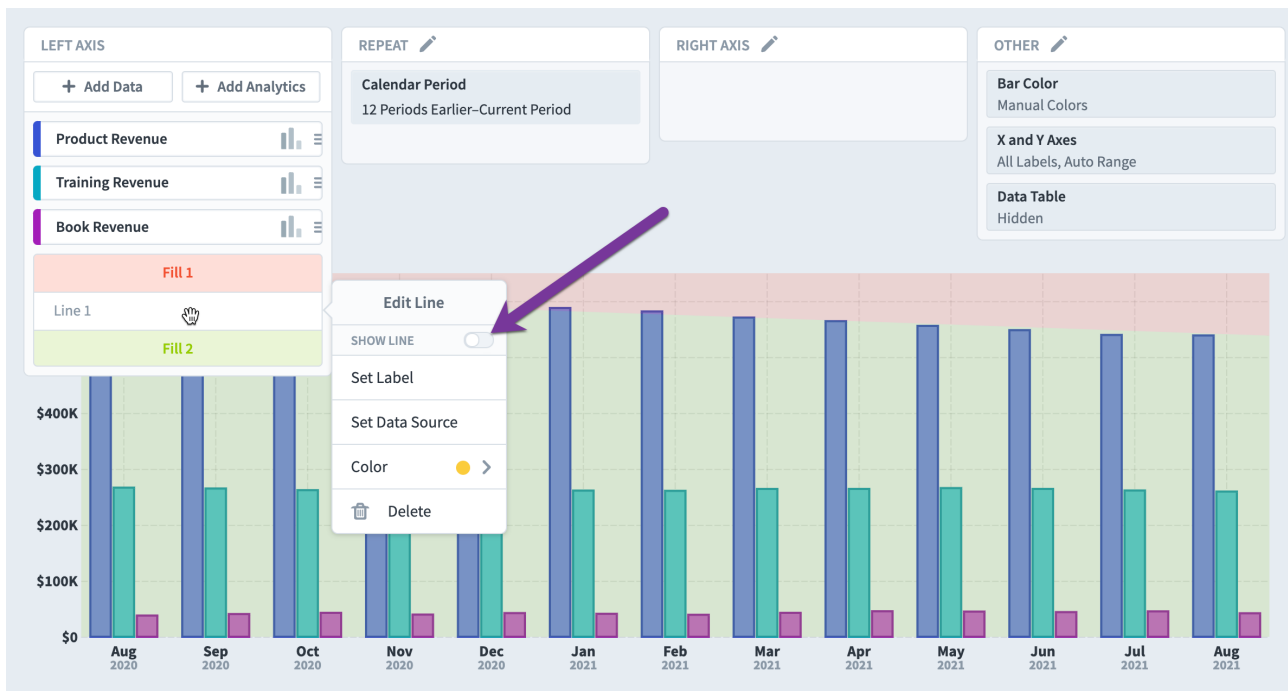 LEFT AXIS
+ Add Data
+ Add Analytics
Product Revenue
Training Revenue
Book Revenue
Fill 1
Line 1
Fill 2
REPEAT
Calendar Period
12 Periods Earlier–Current Period
RIGHT AXIS
OTHER
Bar Color
Manual Colors
X and Y Axes
All Labels, Auto Range
Data Table
Hidden
Edit Line
SHOW LINE
Set Label
Set Data Source
Color
Delete
$400K
$300K
$200K
$100K
$0
Aug
2020
Sep
2020
Oct
2020
Nov
2020
Dec
2020
Jan
2021
Feb
2021
Mar
2021
Apr
2021
May
2021
Jun
2021
Jul
2021
Aug
2021